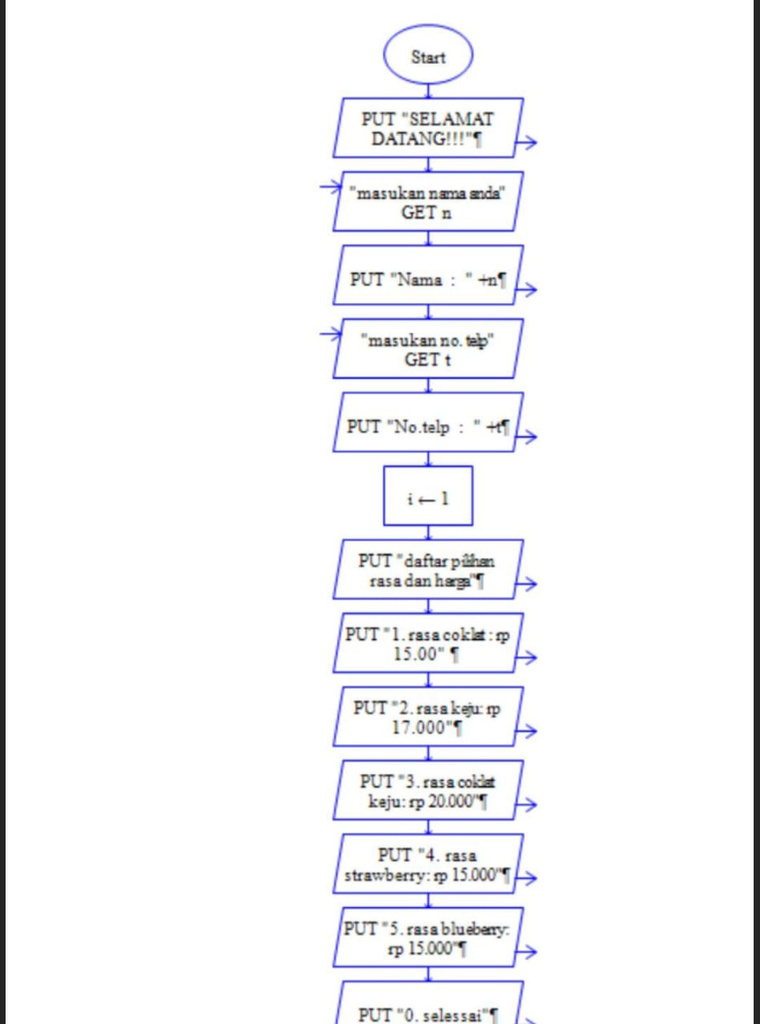 Start
PUT "SELAMAT
DATANG!!!"¶
"masukan nama anda"
GET n
PUT "Nama : " +n¶
"masukan no. telp"
GET t
PUT "No.telp : " +t¶
i ← 1
PUT "daftar pilihan
rasa dan harga"¶
PUT "1. rasa coklat : rp
15.00" ¶
PUT "2. rasa keju: rp
17.000"¶
PUT "3. rasa coklat
keju: rp 20.000"¶
PUT "4. rasa
strawberry: rp 15.000"¶
PUT "5. rasa blueberry:
rp 15.000"¶
PUT "0. selessai"¶